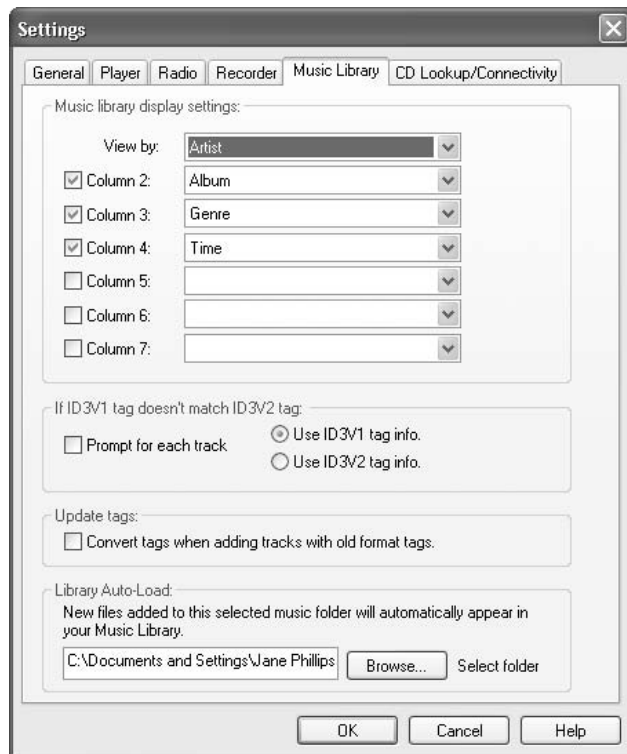 Settings
General Player Radio Recorder Music Library CD Lookup/Connectivity
Music library display settings:
View by: Artist
Column 2: Album
Column 3: Genre
Column 4: Time
Column 5:
Column 6:
Column 7:
If ID3V1 tag doesn't match ID3V2 tag:
Prompt for each track
Use ID3V1 tag info.
Use ID3V2 tag info.
Update tags:
Convert tags when adding tracks with old format tags.
Library Auto-Load:
New files added to this selected music folder will automatically appear in
your Music Library.
C:\Documents and Settings\Jane Phillips Browse... Select folder
OK Cancel Help